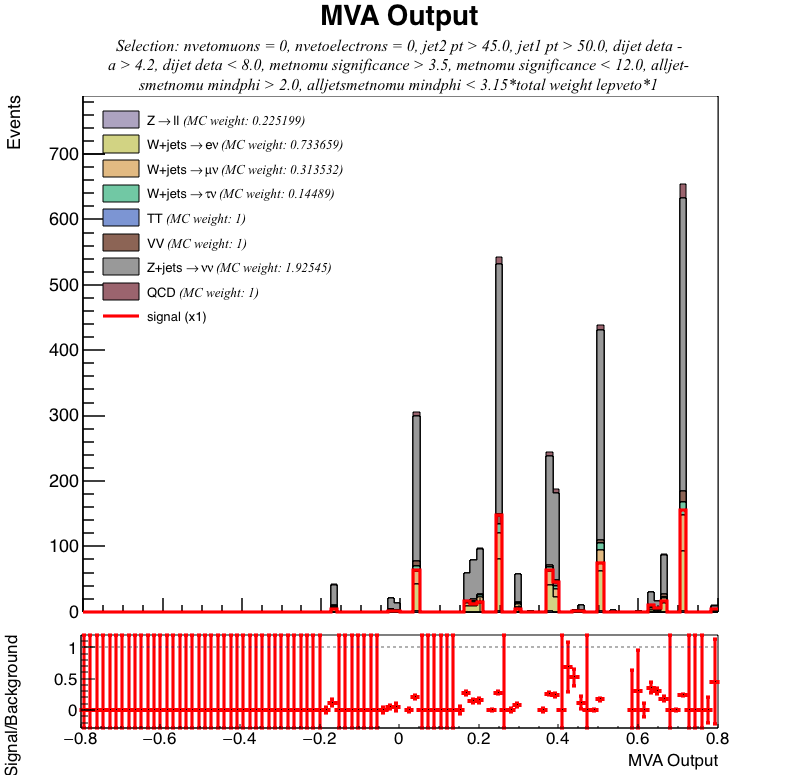 MVA Output
Selection: nvetomuons = 0, nvetoelectrons = 0, jet2 pt > 45.0, jet1 pt > 50.0, dijet deta -
a > 4.2, dijet deta < 8.0, metnomu significance > 3.5, metnomu significance < 12.0, alljet-
smetnomu mindphi > 2.0, alljetsmetnomu mindphi < 3.15*total weight lepveto*1
Events
Z→ll (MC weight: 0.225199)
W+jets→eν (MC weight: 0.733659)
W+jets→μν (MC weight: 0.313532)
W+jets→τν (MC weight: 0.14489)
TT (MC weight: 1)
VV (MC weight: 1)
Z+jets→νν (MC weight: 1.92545)
QCD (MC weight: 1)
signal (x1)
700
600
500
400
300
200
100
0
Signal/Background
1
0.5
0
−0.8 −0.6 −0.4 −0.2 0 0.2 0.4 0.6 0.8
MVA Output